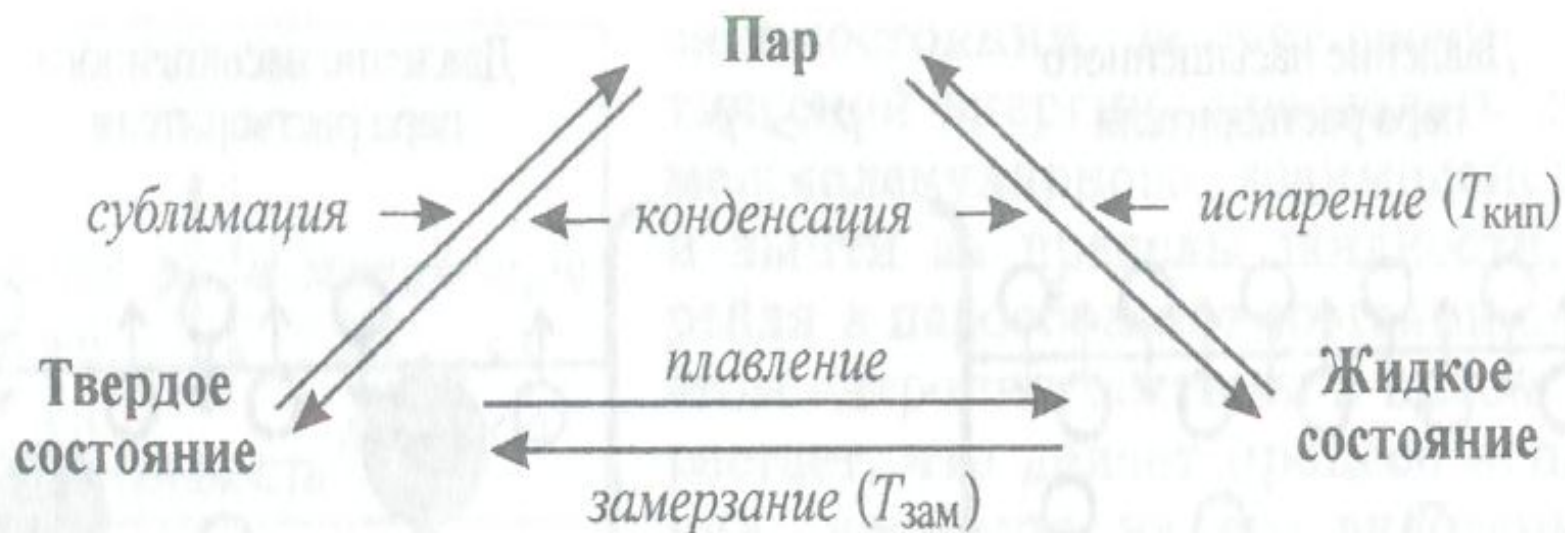 Пар
сублимация конденсация испарение (Tкип)
плавление
Твердое состояние
Жидкое состояние
замерзание (Tзам)